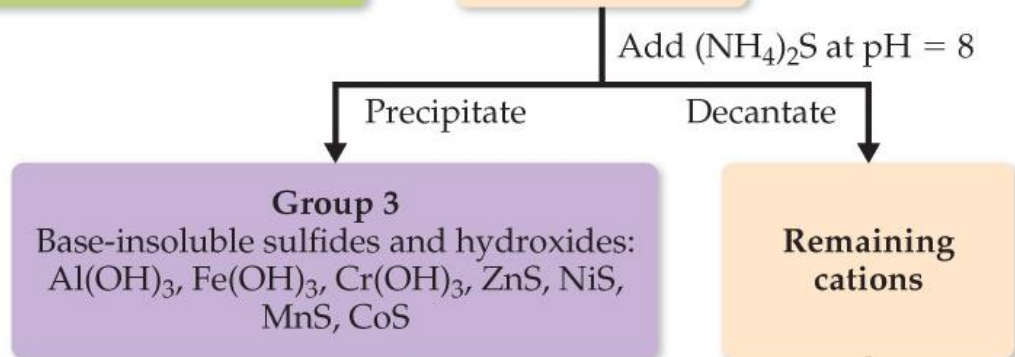 Add (NH₄)₂S at pH = 8
Precipitate
Decantate
Group 3
Base-insoluble sulfides and hydroxides:
Al(OH)₃, Fe(OH)₃, Cr(OH)₃, ZnS, NiS,
MnS, CoS
Remaining
cations